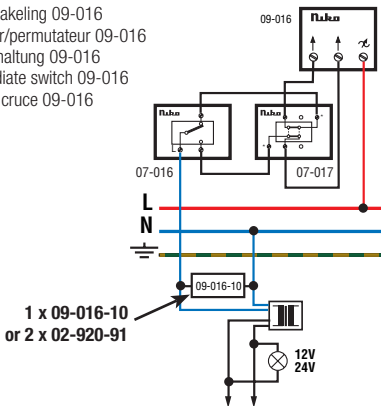 akeling 09-016
r/permutateur 09-016
haltung 09-016
diate switch 09-016
cruce 09-016
09-016
Niko
Niko
Niko
07-016
07-017
L
N
09-016-10
1 x 09-016-10
or 2 x 02-920-91
12V
24V